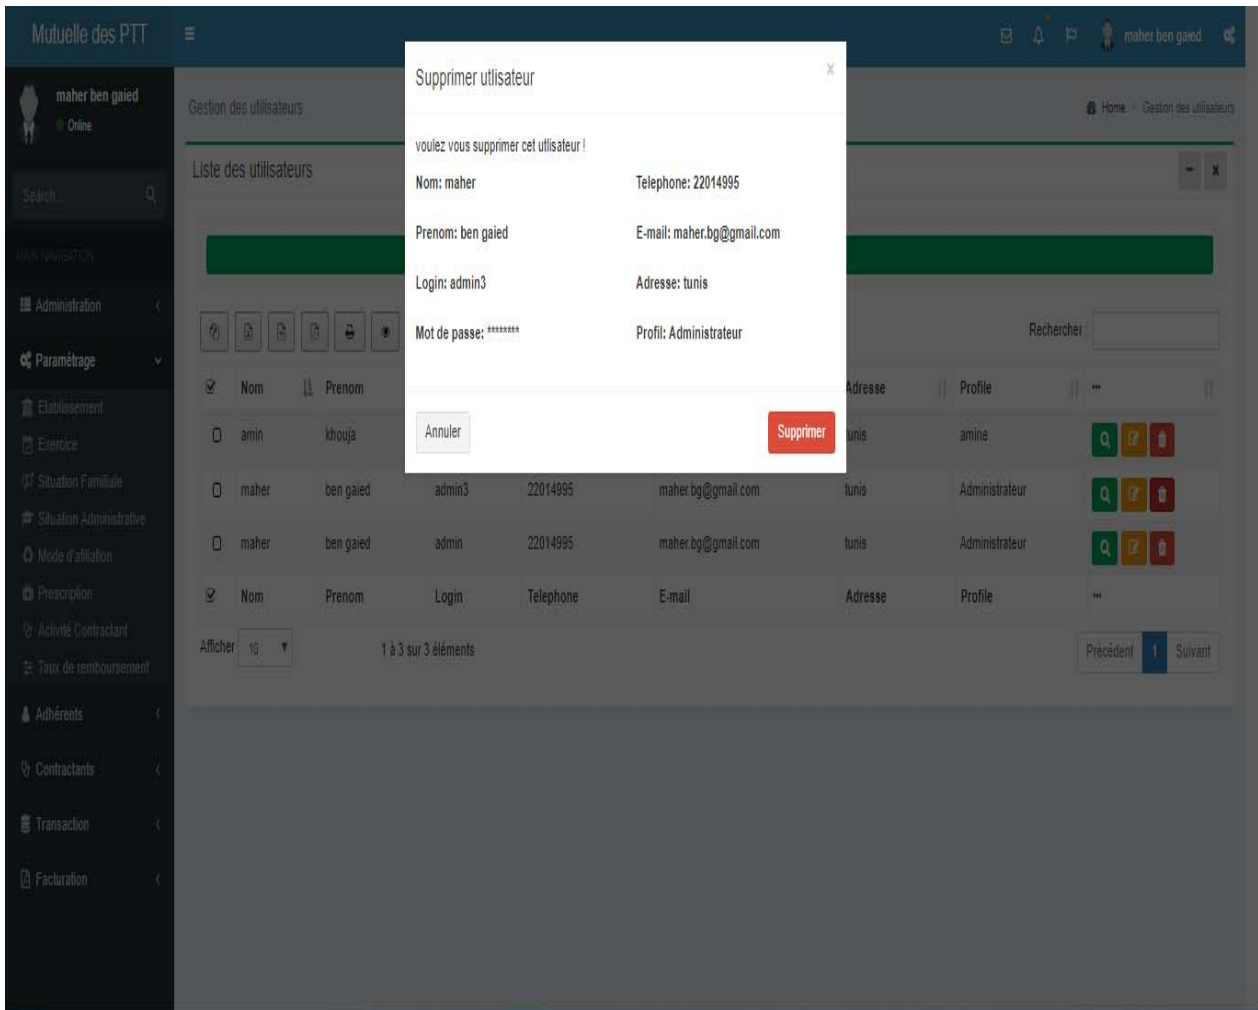 Mutuelle des PTT
maher ben gaied
maher ben gaied
Online
Gestion des utilisateurs
Home
Gestion des utilisateurs
Search...
MAIN NAVIGATION
Administration
Paramétrage
Etablissement
Exercice
Situation Familiale
Situation Administrative
Mode d'afiliation
Prescription
Activité Contractant
Taux de remboursement
Adhérents
Contractants
Transaction
Facturation
Liste des utilisateurs
Supprimer utlisateur
x
voulez vous supprimer cet utlisateur !
Nom: maher Telephone: 22014995
Prenom: ben gaied E-mail: maher.bg@gmail.com
Login: admin3 Adresse: tunis
Mot de passe: ******** Profil: Administrateur
Annuler Supprimer
Rechercher
Nom Prenom Adresse Profile ...
amin khouja tunis amine
maher ben gaied admin3 22014995 maher.bg@gmail.com tunis Administrateur
maher ben gaied admin 22014995 maher.bg@gmail.com tunis Administrateur
Nom Prenom Login Telephone E-mail Adresse Profile ...
Afficher 10 1 à 3 sur 3 éléments Précédent 1 Suivant